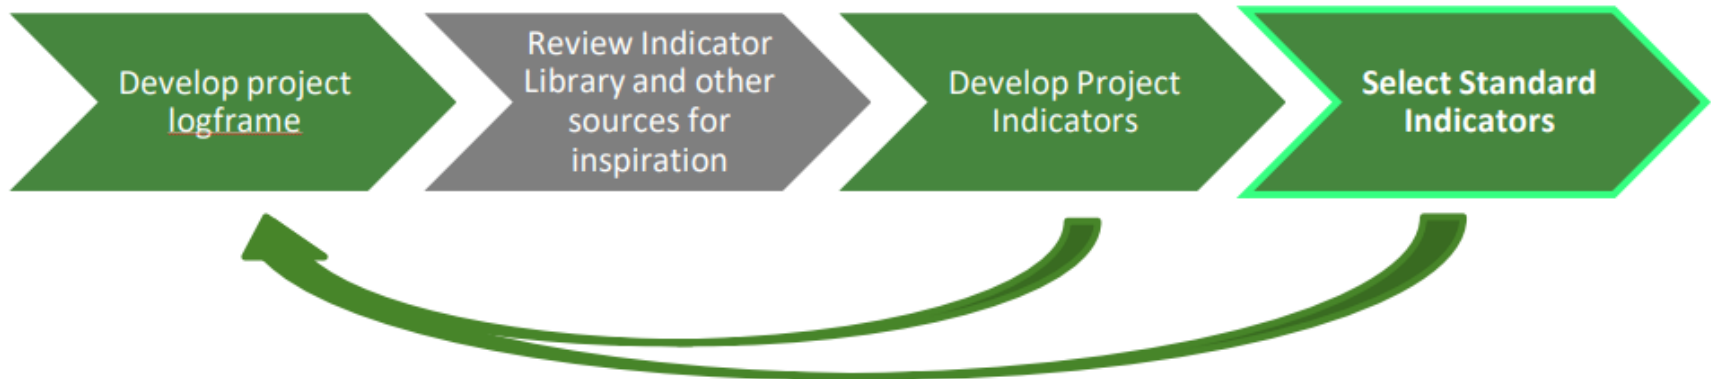 Develop project
logframe
Review Indicator
Library and other
sources for
inspiration
Develop Project
Indicators
Select Standard
Indicators